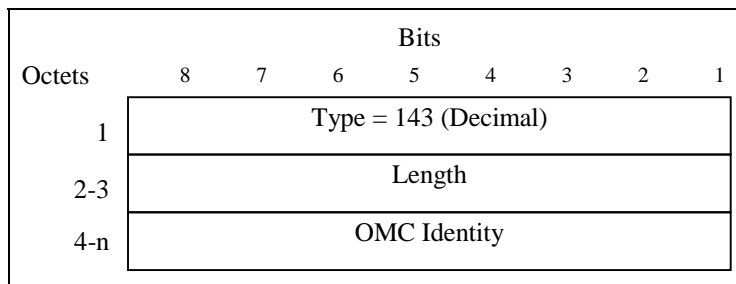 Bits
Octets 8 7 6 5 4 3 2 1
1 Type = 143 (Decimal)
2-3 Length
4-n OMC Identity